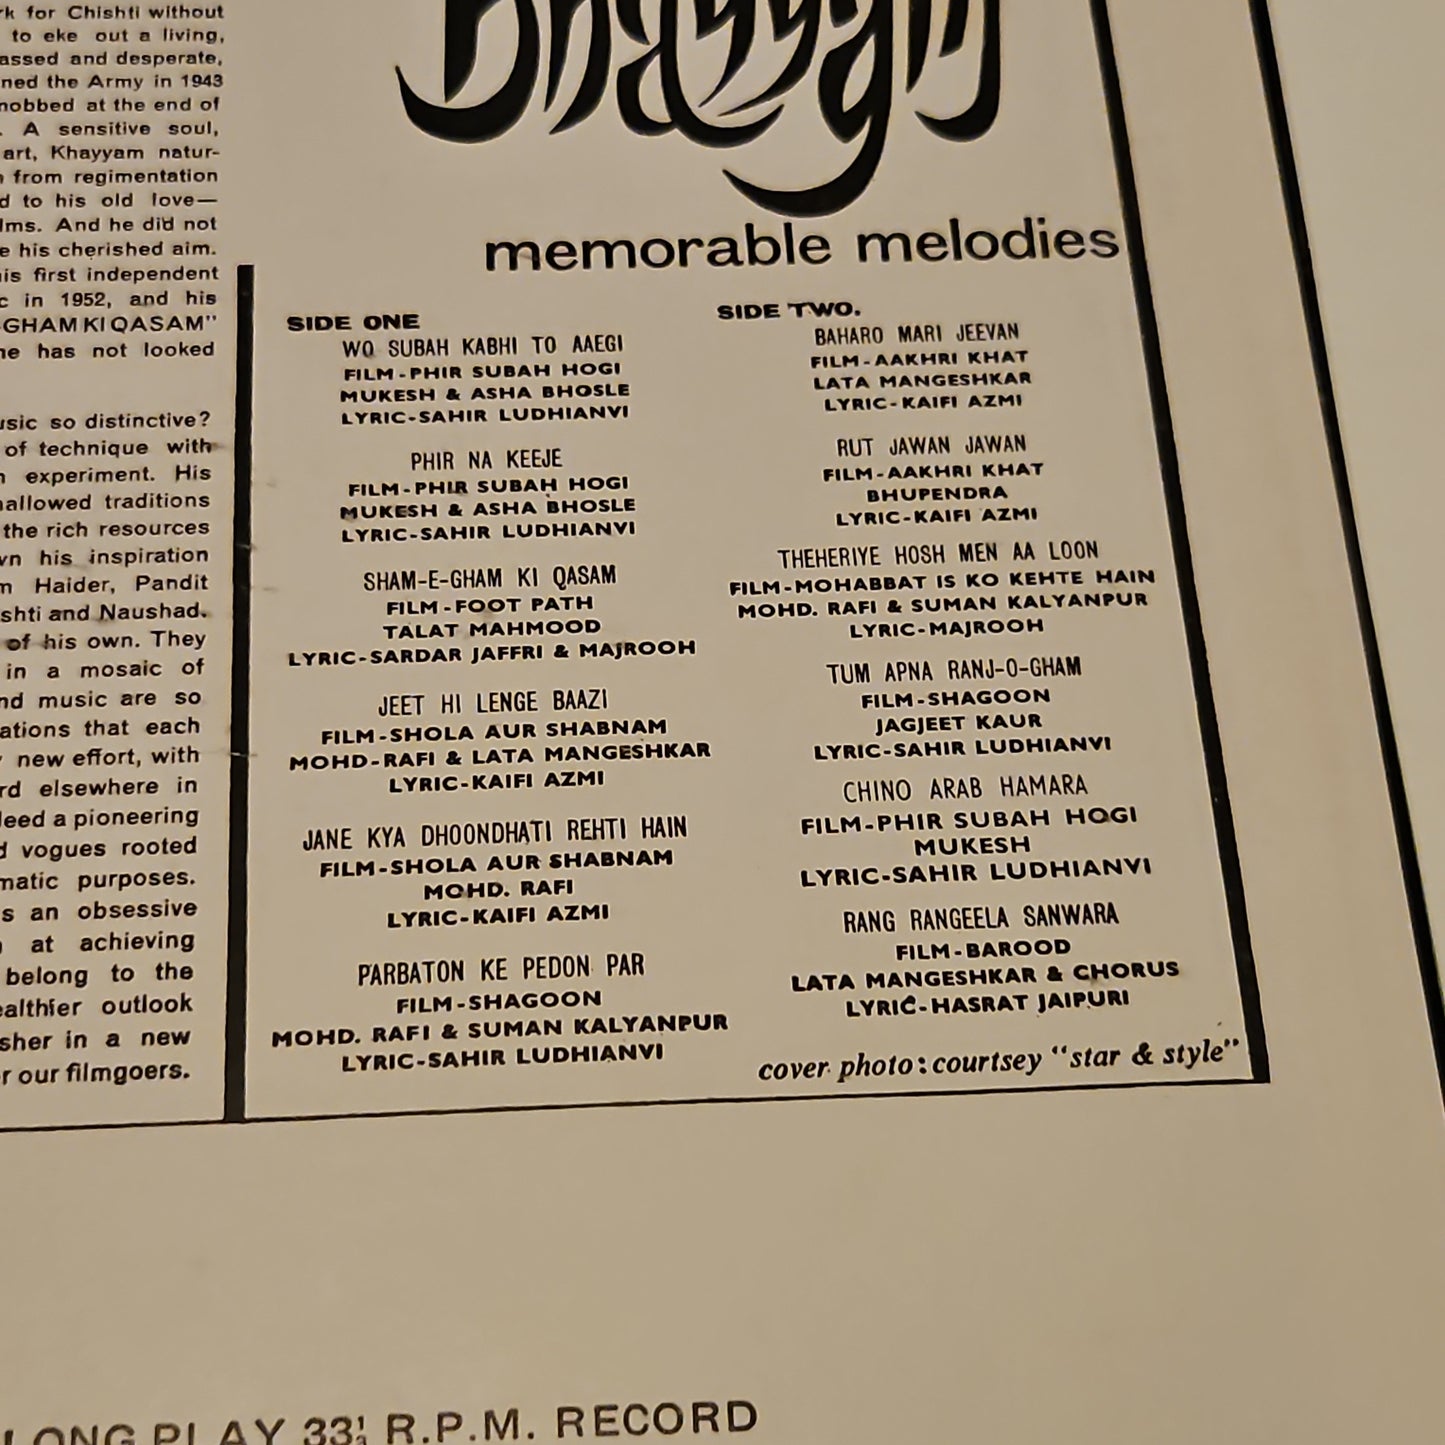 rk for Chishti without
to eke out a living,
assed and desperate,
ned the Army in 1943
nobbed at the end of
. A sensitive soul,
art, Khayyam natur-
from regimentation
d to his old love—
lms. And he did not
e his cherished aim.
is first independent
c in 1952, and his
GHAM KI QASAM"
he has not looked
usic so distinctive?
of technique with
experiment. His
hallowed traditions
the rich resources
wn his inspiration
m Haider, Pandit
shti and Naushad.
of his own. They
in a mosaic of
nd music are so
ations that each
new effort, with
rd elsewhere in
deed a pioneering
d vogues rooted
matic purposes.
s an obsessive
at achieving
belong to the
ealthier outlook
sher in a new
r our filmgoers.
Khayyam
memorable melodies
SIDE ONE
WO SUBAH KABHI TO AAEGI
FILM-PHIR SUBAH HOGI
MUKESH & ASHA BHOSLE
LYRIC-SAHIR LUDHIANVI
PHIR NA KEEJE
FILM-PHIR SUBAH HOGI
MUKESH & ASHA BHOSLE
LYRIC-SAHIR LUDHIANVI
SHAM-E-GHAM KI QASAM
FILM-FOOT PATH
TALAT MAHMOOD
LYRIC-SARDAR JAFFRI & MAJROOH
JEET HI LENGE BAAZI
FILM-SHOLA AUR SHABNAM
MOHD-RAFI & LATA MANGESHKAR
LYRIC-KAIFI AZMI
JANE KYA DHOONDHATI REHTI HAIN
FILM-SHOLA AUR SHABNAM
MOHD. RAFI
LYRIC-KAIFI AZMI
PARBATON KE PEDON PAR
FILM-SHAGOON
MOHD. RAFI & SUMAN KALYANPUR
LYRIC-SAHIR LUDHIANVI
SIDE TWO.
BAHARO MARI JEEVAN
FILM-AAKHRI KHAT
LATA MANGESHKAR
LYRIC-KAIFI AZMI
RUT JAWAN JAWAN
FILM-AAKHRI KHAT
BHUPENDRA
LYRIC-KAIFI AZMI
THEHERIYE HOSH MEN AA LOON
FILM-MOHABBAT IS KO KEHTE HAIN
MOHD. RAFI & SUMAN KALYANPUR
LYRIC-MAJROOH
TUM APNA RANJ-O-GHAM
FILM-SHAGOON
JAGJEET KAUR
LYRIC-SAHIR LUDHIANVI
CHINO ARAB HAMARA
FILM-PHIR SUBAH HOGI
MUKESH
LYRIC-SAHIR LUDHIANVI
RANG RANGEELA SANWARA
FILM-BAROOD
LATA MANGESHKAR & CHORUS
LYRIC-HASRAT JAIPURI
cover photo: courtsey "star & style"
LONG PLAY 33⅓ R.P.M. RECORD